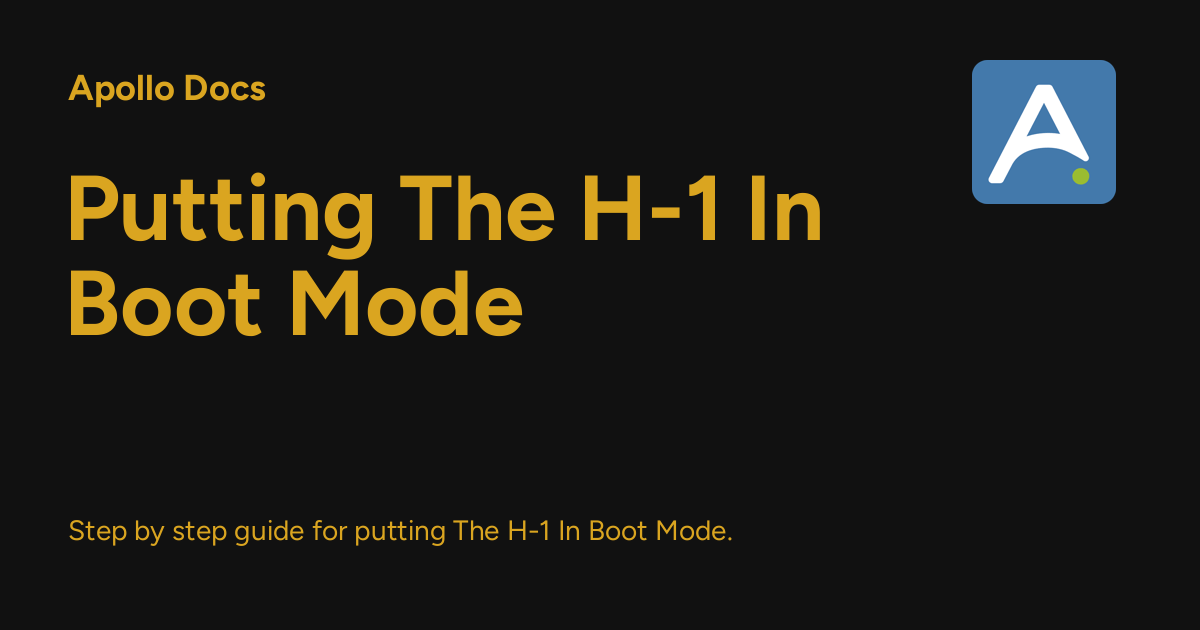 Apollo Docs
Putting The H-1 In
Boot Mode
Step by step guide for putting The H-1 In Boot Mode.